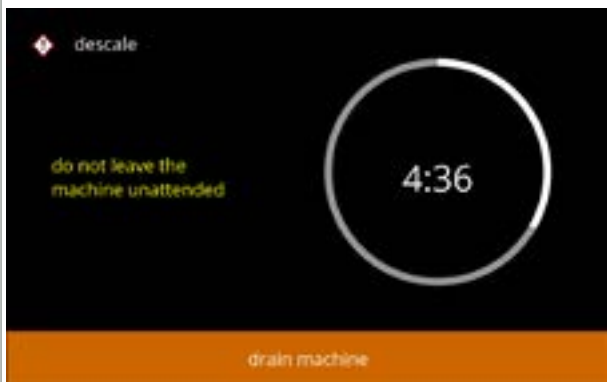 descale
do not leave the
machine unattended
4:36
drain machine